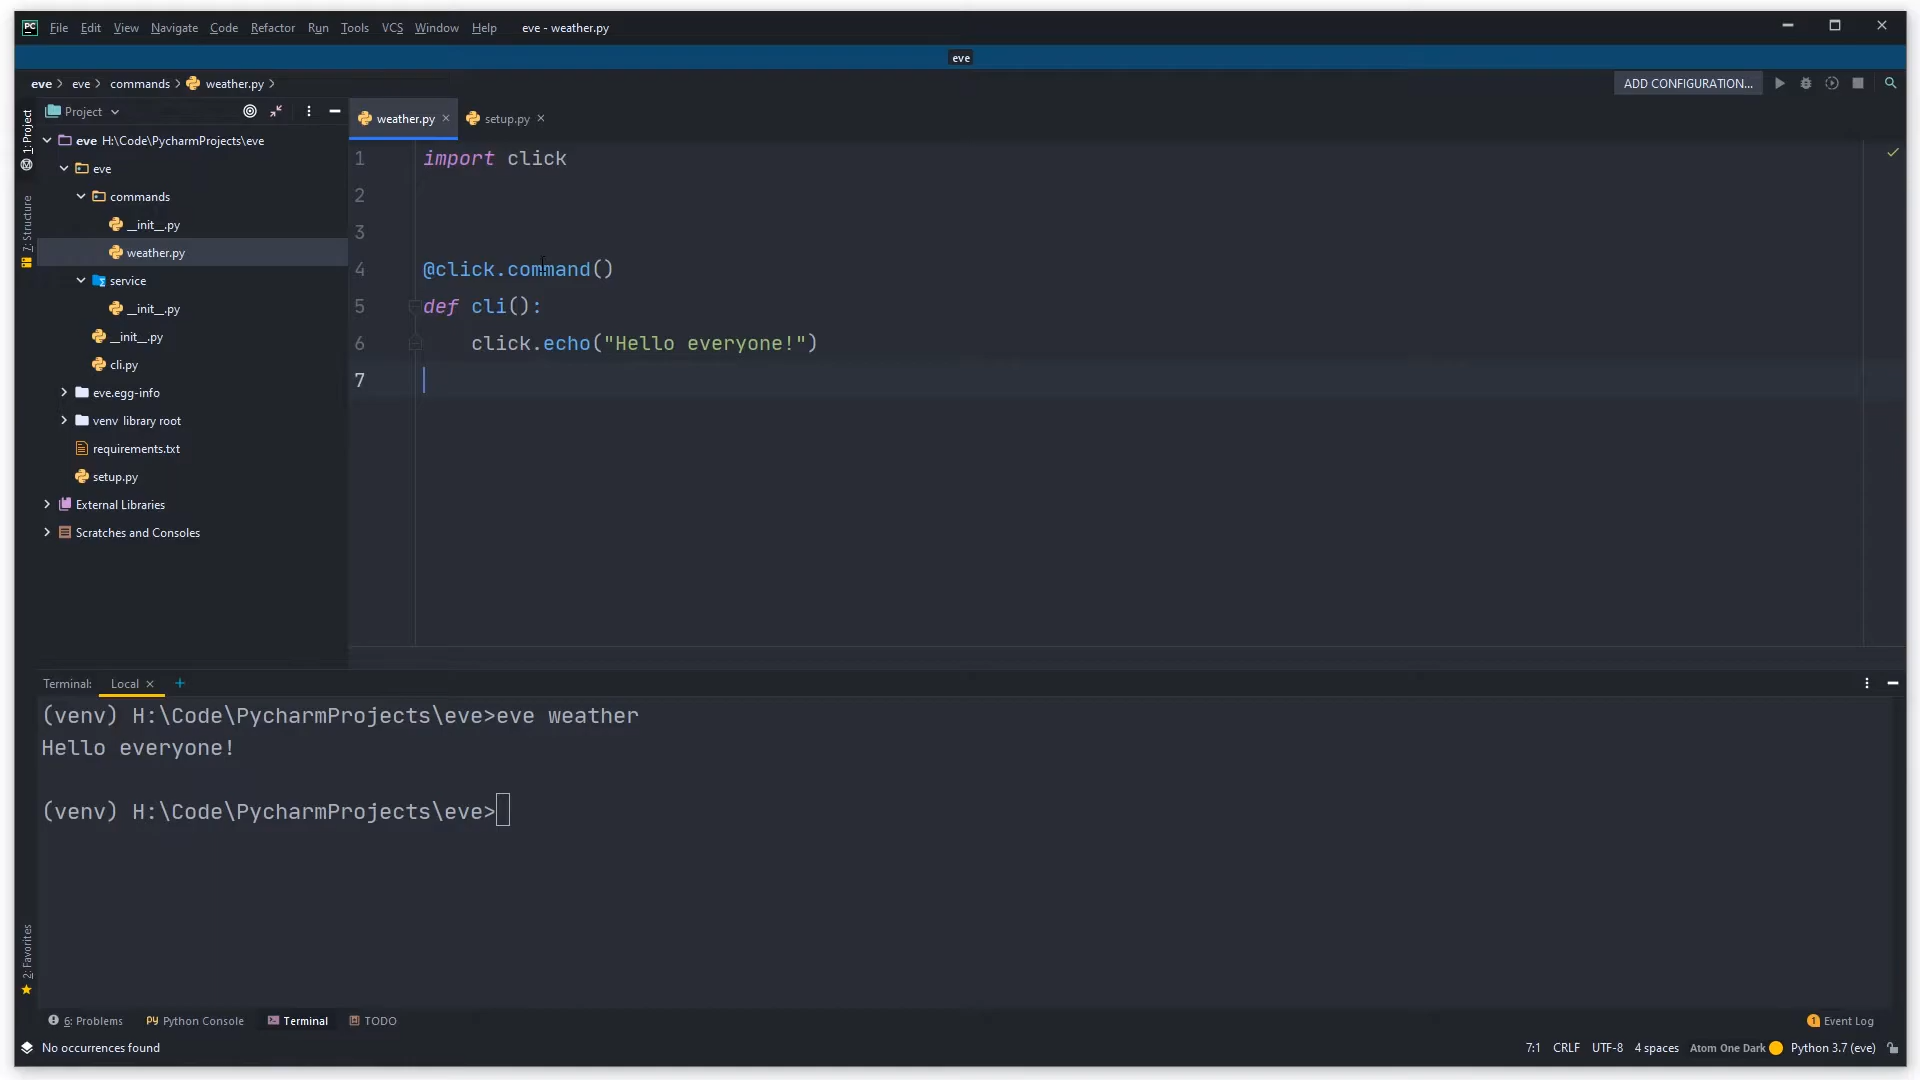 PC File Edit View Navigate Code Refactor Run Tools VCS Window Help eve - weather.py
eve
eve eve commands weather.py
ADD CONFIGURATION...
Project
weather.py
setup.py
1: Project
7: Structure
2: Favorites
eve H:\Code\PycharmProjects\eve
eve
commands
__init__.py
weather.py
service
__init__.py
__init__.py
cli.py
eve.egg-info
venv library root
requirements.txt
setup.py
External Libraries
Scratches and Consoles
1 import click
2
3
4 @click.command()
5 def cli():
6 click.echo("Hello everyone!")
7
Terminal: Local +
(venv) H:\Code\PycharmProjects\eve>eve weather
Hello everyone!
(venv) H:\Code\PycharmProjects\eve>
6: Problems Python Console Terminal TODO
1 Event Log
No occurrences found
7:1 CRLF UTF-8 4 spaces Atom One Dark Python 3.7 (eve)